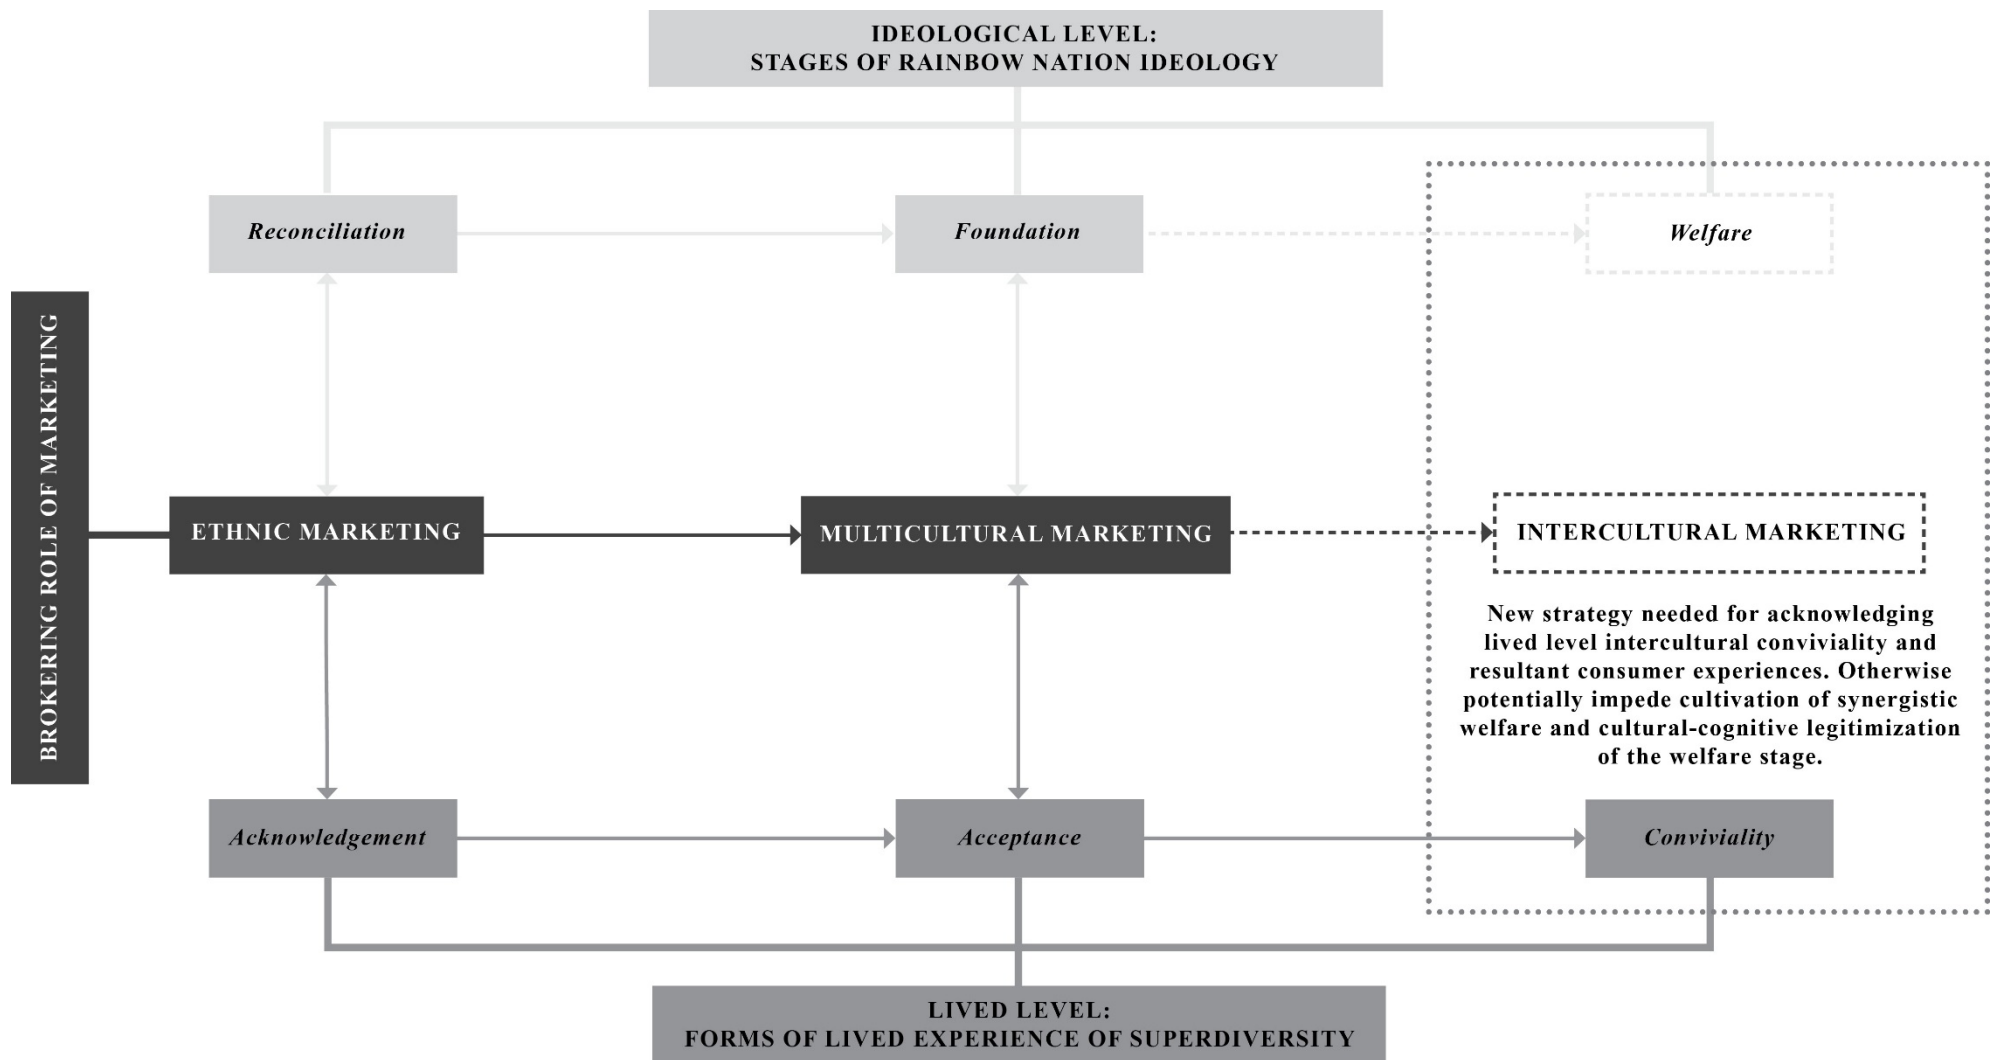 IDEOLOGICAL LEVEL:
STAGES OF RAINBOW NATION IDEOLOGY
Reconciliation
Foundation
Welfare
BROKERING ROLE OF MARKETING
ETHNIC MARKETING
MULTICULTURAL MARKETING
INTERCULTURAL MARKETING
New strategy needed for acknowledging
lived level intercultural conviviality and
resultant consumer experiences. Otherwise
potentially impede cultivation of synergistic
welfare and cultural-cognitive legitimization
of the welfare stage.
Acknowledgement
Acceptance
Conviviality
LIVED LEVEL:
FORMS OF LIVED EXPERIENCE OF SUPERDIVERSITY